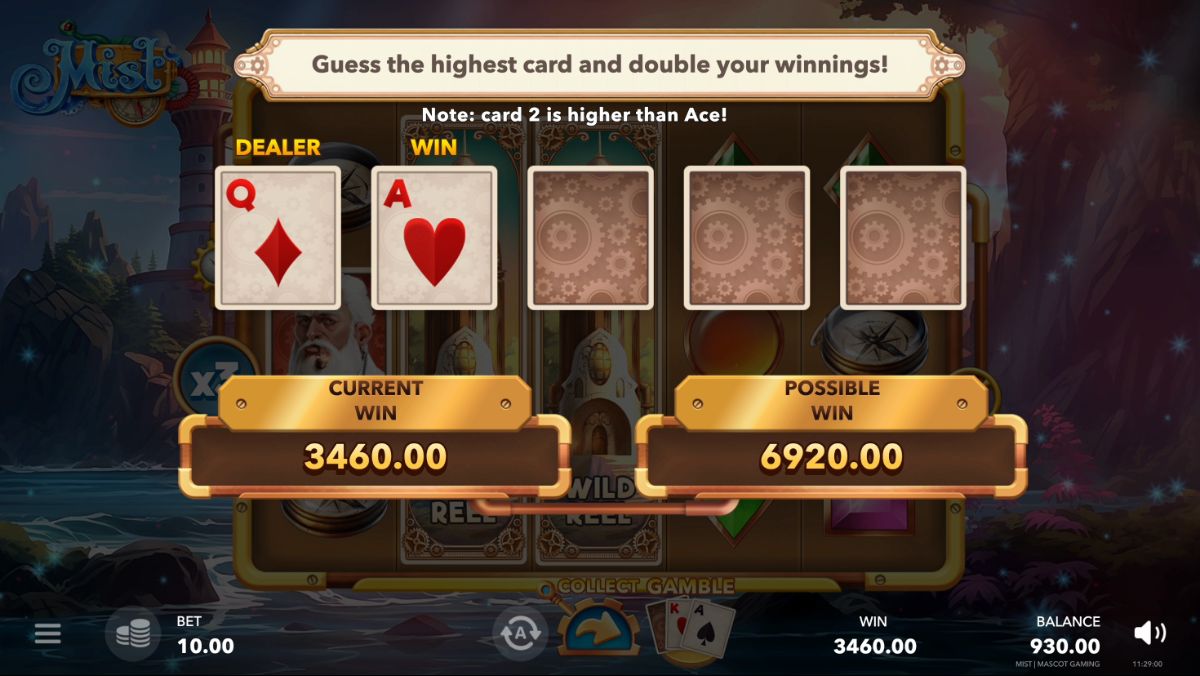 Mist
Guess the highest card and double your winnings!
Note: card 2 is higher than Ace!
DEALER
WIN
Q
A
x3
CURRENT
WIN
POSSIBLE
WIN
3460.00
6920.00
WILD
REEL
REEL
COLLECT GAMBLE
K
A
A
BET
10.00
WIN
3460.00
BALANCE
930.00
MIST | MASCOT GAMING
11:29:00